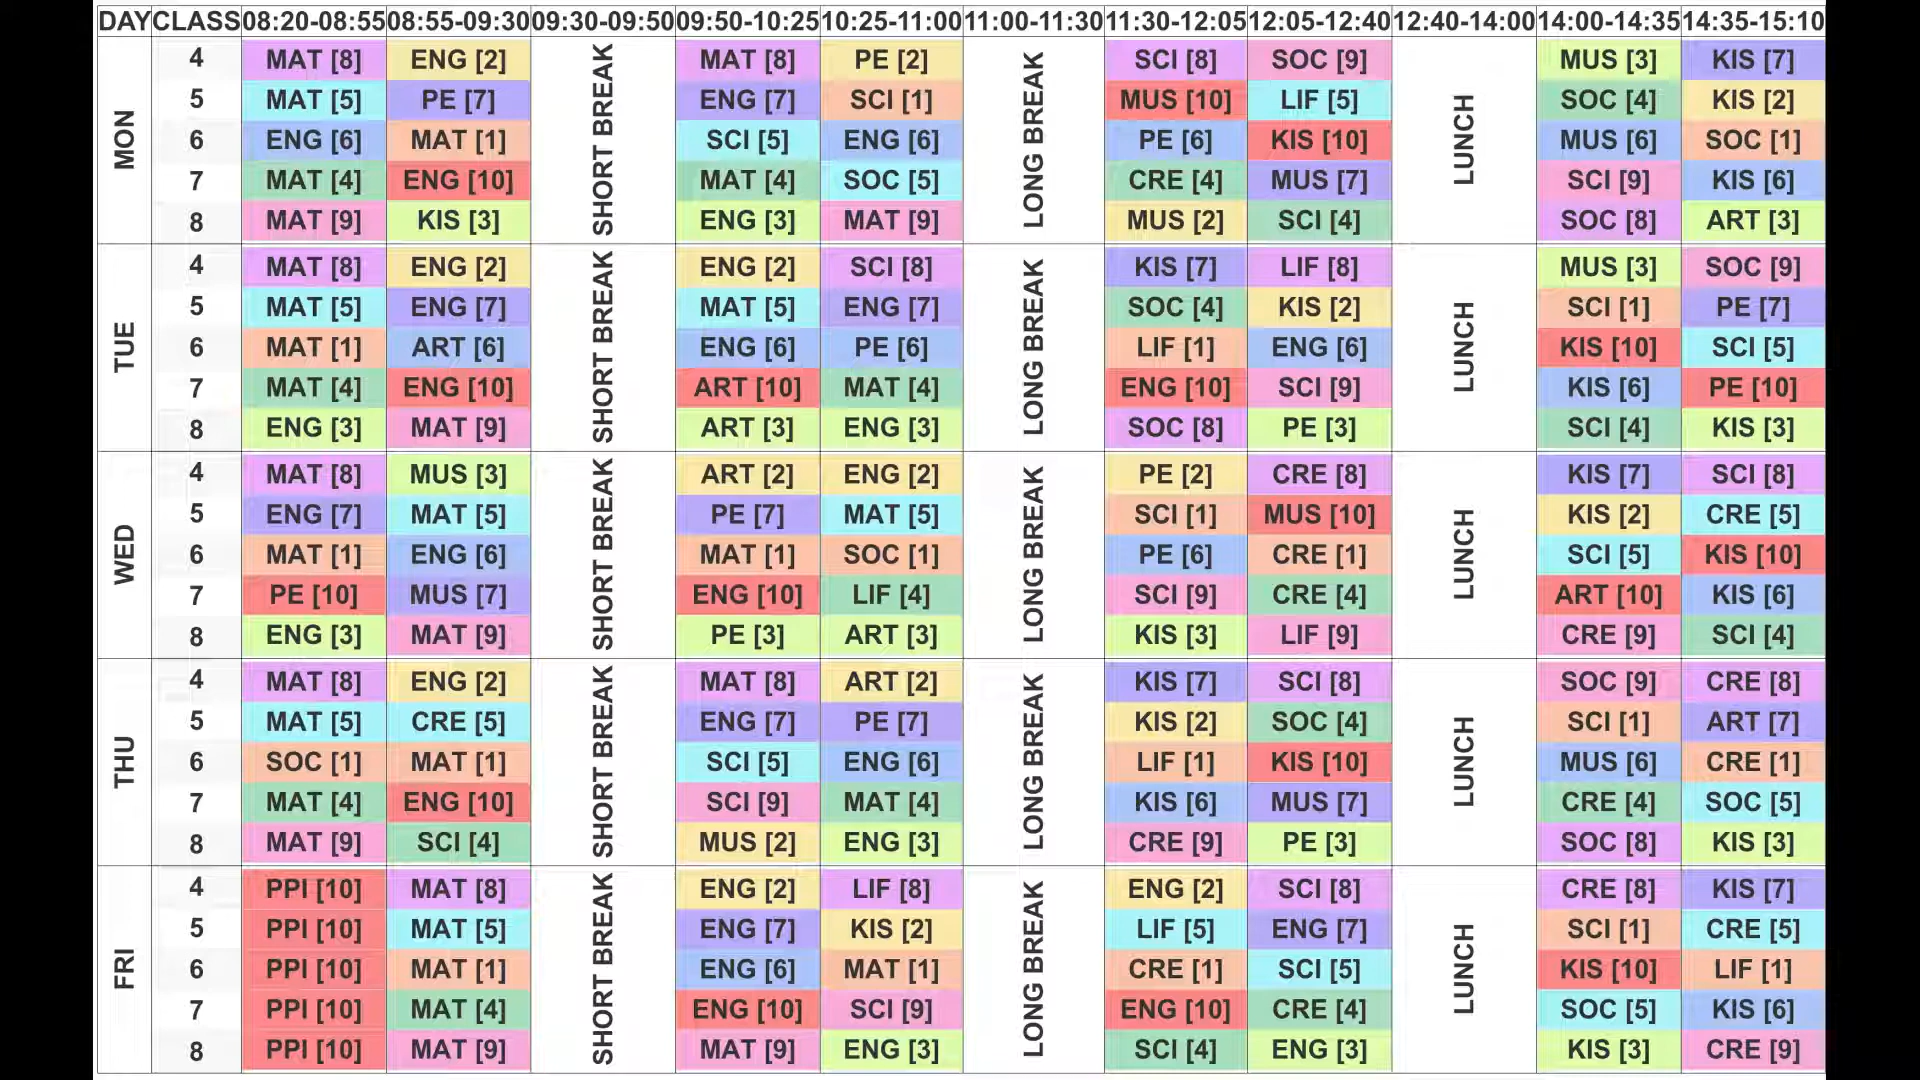 DAY CLASS 08:20-08:55 08:55-09:30 09:30-09:50 09:50-10:25 10:25-11:00 11:00-11:30 11:30-12:05 12:05-12:40 12:40-14:00 14:00-14:35 14:35-15:10
MON
SHORT BREAK
LONG BREAK
LUNCH
4 MAT [8] ENG [2] MAT [8] PE [2] SCI [8] SOC [9] MUS [3] KIS [7]
5 MAT [5] PE [7] ENG [7] SCI [1] MUS [10] LIF [5] SOC [4] KIS [2]
6 ENG [6] MAT [1] SCI [5] ENG [6] PE [6] KIS [10] MUS [6] SOC [1]
7 MAT [4] ENG [10] MAT [4] SOC [5] CRE [4] MUS [7] SCI [9] KIS [6]
8 MAT [9] KIS [3] ENG [3] MAT [9] MUS [2] SCI [4] SOC [8] ART [3]
TUE
SHORT BREAK
LONG BREAK
LUNCH
4 MAT [8] ENG [2] ENG [2] SCI [8] KIS [7] LIF [8] MUS [3] SOC [9]
5 MAT [5] ENG [7] MAT [5] ENG [7] SOC [4] KIS [2] SCI [1] PE [7]
6 MAT [1] ART [6] ENG [6] PE [6] LIF [1] ENG [6] KIS [10] SCI [5]
7 MAT [4] ENG [10] ART [10] MAT [4] ENG [10] SCI [9] KIS [6] PE [10]
8 ENG [3] MAT [9] ART [3] ENG [3] SOC [8] PE [3] SCI [4] KIS [3]
WED
SHORT BREAK
LONG BREAK
LUNCH
4 MAT [8] MUS [3] ART [2] ENG [2] PE [2] CRE [8] KIS [7] SCI [8]
5 ENG [7] MAT [5] PE [7] MAT [5] SCI [1] MUS [10] KIS [2] CRE [5]
6 MAT [1] ENG [6] MAT [1] SOC [1] PE [6] CRE [1] SCI [5] KIS [10]
7 PE [10] MUS [7] ENG [10] LIF [4] SCI [9] CRE [4] ART [10] KIS [6]
8 ENG [3] MAT [9] PE [3] ART [3] KIS [3] LIF [9] CRE [9] SCI [4]
THU
SHORT BREAK
LONG BREAK
LUNCH
4 MAT [8] ENG [2] MAT [8] ART [2] KIS [7] SCI [8] SOC [9] CRE [8]
5 MAT [5] CRE [5] ENG [7] PE [7] KIS [2] SOC [4] SCI [1] ART [7]
6 SOC [1] MAT [1] SCI [5] ENG [6] LIF [1] KIS [10] MUS [6] CRE [1]
7 MAT [4] ENG [10] SCI [9] MAT [4] KIS [6] MUS [7] CRE [4] SOC [5]
8 MAT [9] SCI [4] MUS [2] ENG [3] CRE [9] PE [3] SOC [8] KIS [3]
FRI
SHORT BREAK
LONG BREAK
LUNCH
4 PPI [10] MAT [8] ENG [2] LIF [8] ENG [2] SCI [8] CRE [8] KIS [7]
5 PPI [10] MAT [5] ENG [7] KIS [2] LIF [5] ENG [7] SCI [1] CRE [5]
6 PPI [10] MAT [1] ENG [6] MAT [1] CRE [1] SCI [5] KIS [10] LIF [1]
7 PPI [10] MAT [4] ENG [10] SCI [9] ENG [10] CRE [4] SOC [5] KIS [6]
8 PPI [10] MAT [9] MAT [9] ENG [3] SCI [4] ENG [3] KIS [3] CRE [9]